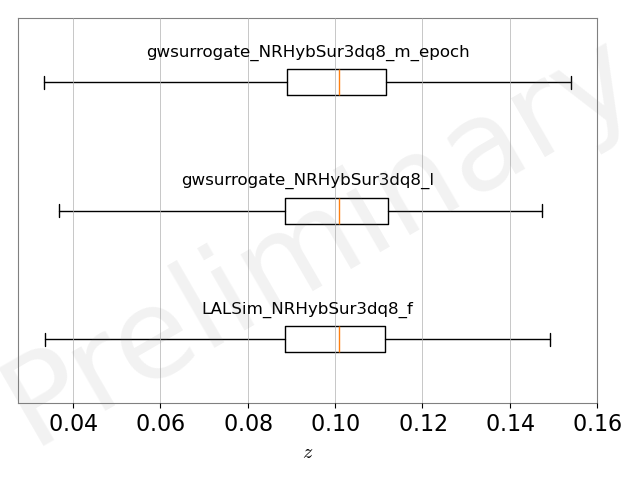 gwsurrogate_NRHybSur3dq8_m_epoch
gwsurrogate_NRHybSur3dq8_l
LALSim_NRHybSur3dq8_f
Preliminary
0.04 0.06 0.08 0.10 0.12 0.14 0.16
z